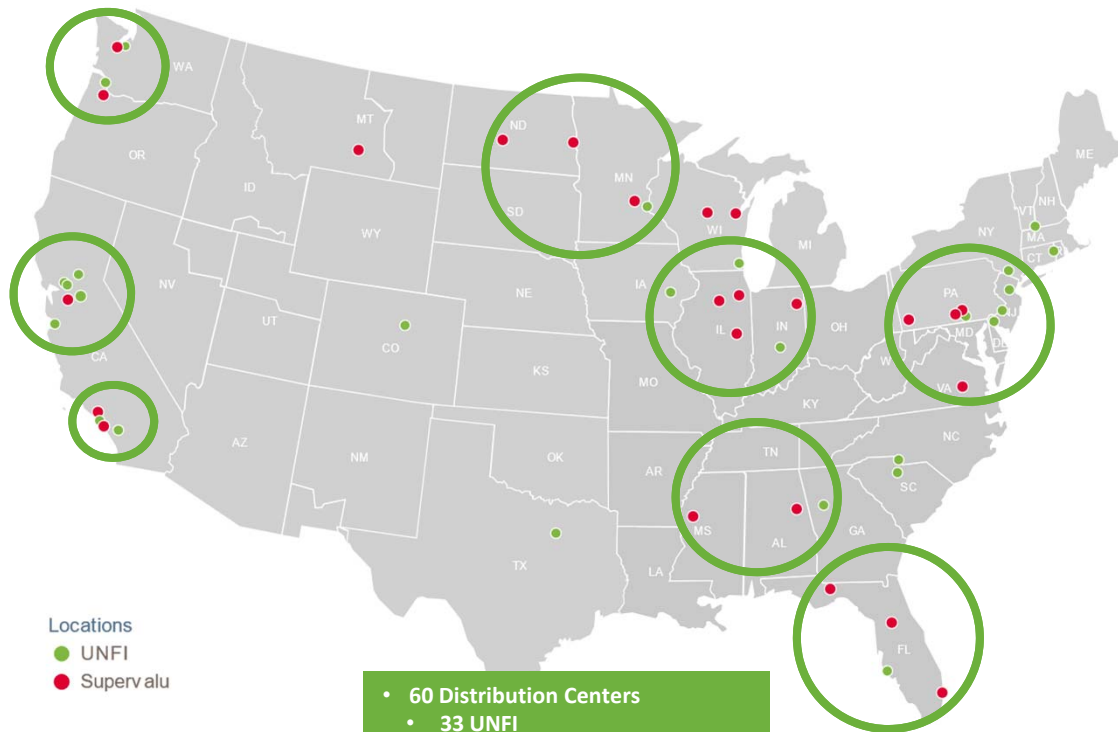 WA
MT
ND
ME
OR
MN
VT
NH
ID
SD
WI
NY
MA
WY
MI
CT
IA
PA
NE
NV
IL
IN
OH
NJ
UT
MD
CO
DE
CA
W
MO
VA
KS
KY
NC
TN
AZ
OK
NM
AR
SC
MS
AL
GA
TX
LA
Locations
UNFI
FL
Supervalu
• 60 Distribution Centers
• 33 UNFI